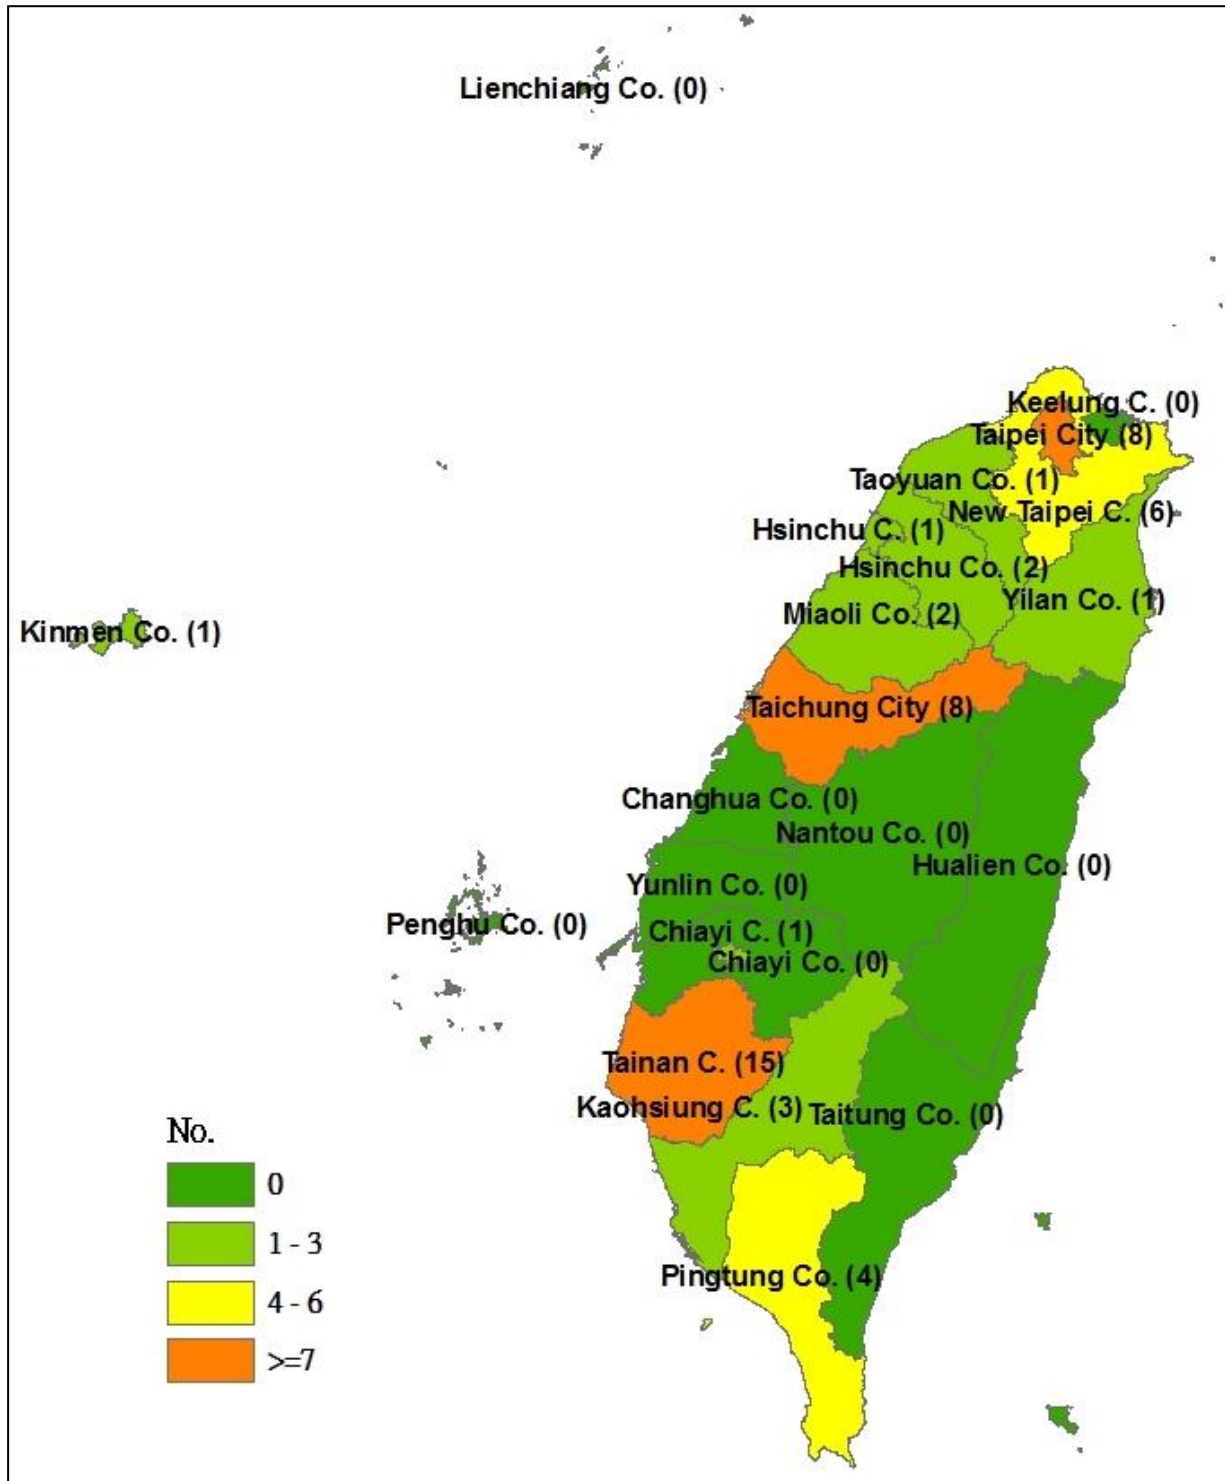 Lienchiang Co. (0)
Keelung C. (0)
Taipei City (8)
Taoyuan Co. (1)
New Taipei C. (6)
Hsinchu C. (1)
Hsinchu Co. (2)
Yilan Co. (1)
Miaoli Co. (2)
Kinmen Co. (1)
Taichung City (8)
Changhua Co. (0)
Nantou Co. (0)
Hualien Co. (0)
Yunlin Co. (0)
Penghu Co. (0)
Chiayi C. (1)
Chiayi Co. (0)
Tainan C. (15)
Kaohsiung C. (3)
Taitung Co. (0)
Pingtung Co. (4)
No.
0
1 - 3
4 - 6
>=7